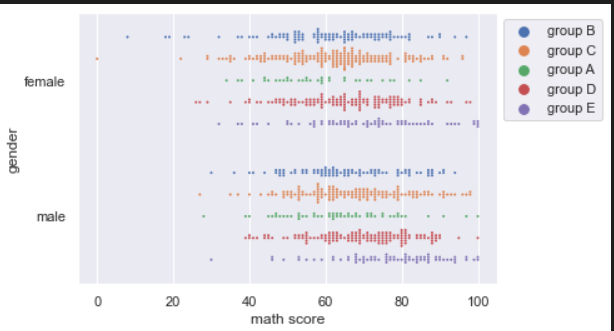 group B
group C
group A
group D
group E
female
male
gender
0 20 40 60 80 100
math score